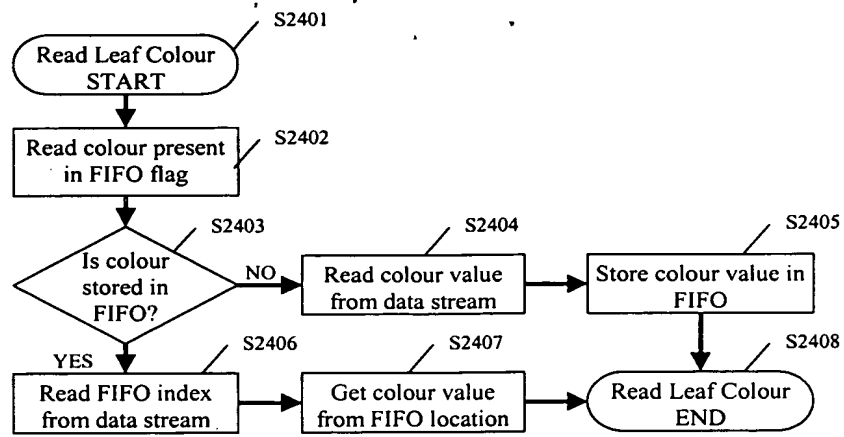 S2401
Read Leaf Colour
START
S2402
Read colour present
in FIFO flag
S2403
Is colour
stored in
FIFO?
NO
S2404
Read colour value
from data stream
S2405
Store colour value in
FIFO
YES
S2406
Read FIFO index
from data stream
S2407
Get colour value
from FIFO location
S2408
Read Leaf Colour
END